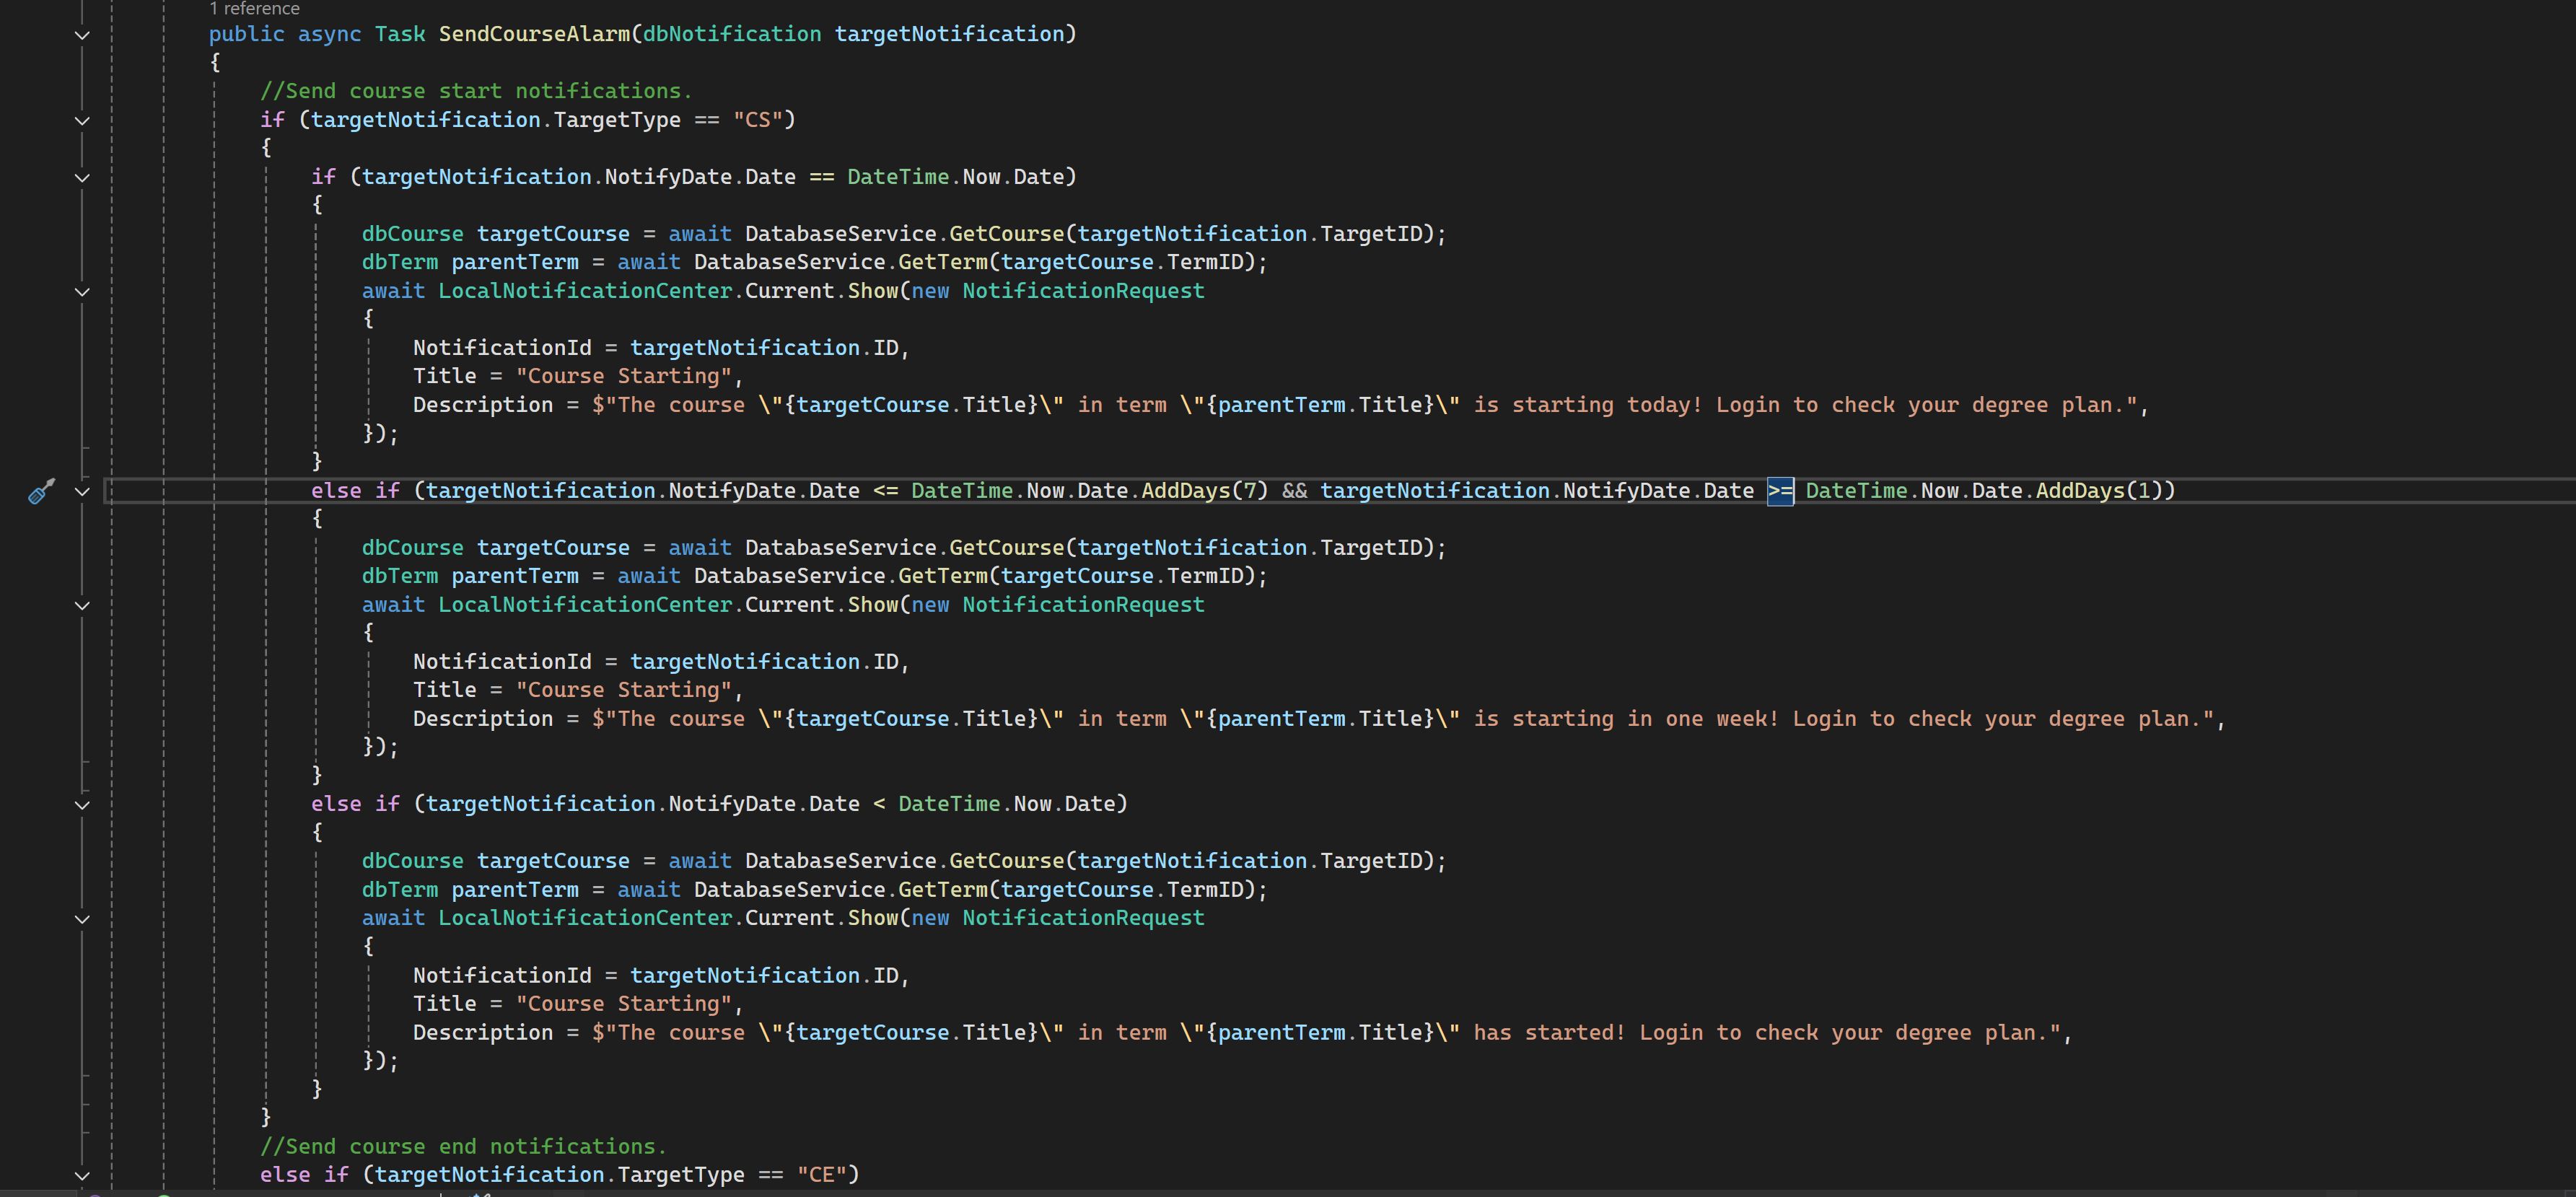 1 reference
public async Task SendCourseAlarm(dbNotification targetNotification)
{
//Send course start notifications.
if (targetNotification.TargetType == "CS")
{
if (targetNotification.NotifyDate.Date == DateTime.Now.Date)
{
dbCourse targetCourse = await DatabaseService.GetCourse(targetNotification.TargetID);
dbTerm parentTerm = await DatabaseService.GetTerm(targetCourse.TermID);
await LocalNotificationCenter.Current.Show(new NotificationRequest
{
NotificationId = targetNotification.ID,
Title = "Course Starting",
Description = $"The course \"{targetCourse.Title}\" in term \"{parentTerm.Title}\" is starting today! Login to check your degree plan.",
});
}
else if (targetNotification.NotifyDate.Date <= DateTime.Now.Date.AddDays(7) && targetNotification.NotifyDate.Date >= DateTime.Now.Date.AddDays(1))
{
dbCourse targetCourse = await DatabaseService.GetCourse(targetNotification.TargetID);
dbTerm parentTerm = await DatabaseService.GetTerm(targetCourse.TermID);
await LocalNotificationCenter.Current.Show(new NotificationRequest
{
NotificationId = targetNotification.ID,
Title = "Course Starting",
Description = $"The course \"{targetCourse.Title}\" in term \"{parentTerm.Title}\" is starting in one week! Login to check your degree plan.",
});
}
else if (targetNotification.NotifyDate.Date < DateTime.Now.Date)
{
dbCourse targetCourse = await DatabaseService.GetCourse(targetNotification.TargetID);
dbTerm parentTerm = await DatabaseService.GetTerm(targetCourse.TermID);
await LocalNotificationCenter.Current.Show(new NotificationRequest
{
NotificationId = targetNotification.ID,
Title = "Course Starting",
Description = $"The course \"{targetCourse.Title}\" in term \"{parentTerm.Title}\" has started! Login to check your degree plan.",
});
}
}
//Send course end notifications.
else if (targetNotification.TargetType == "CE")